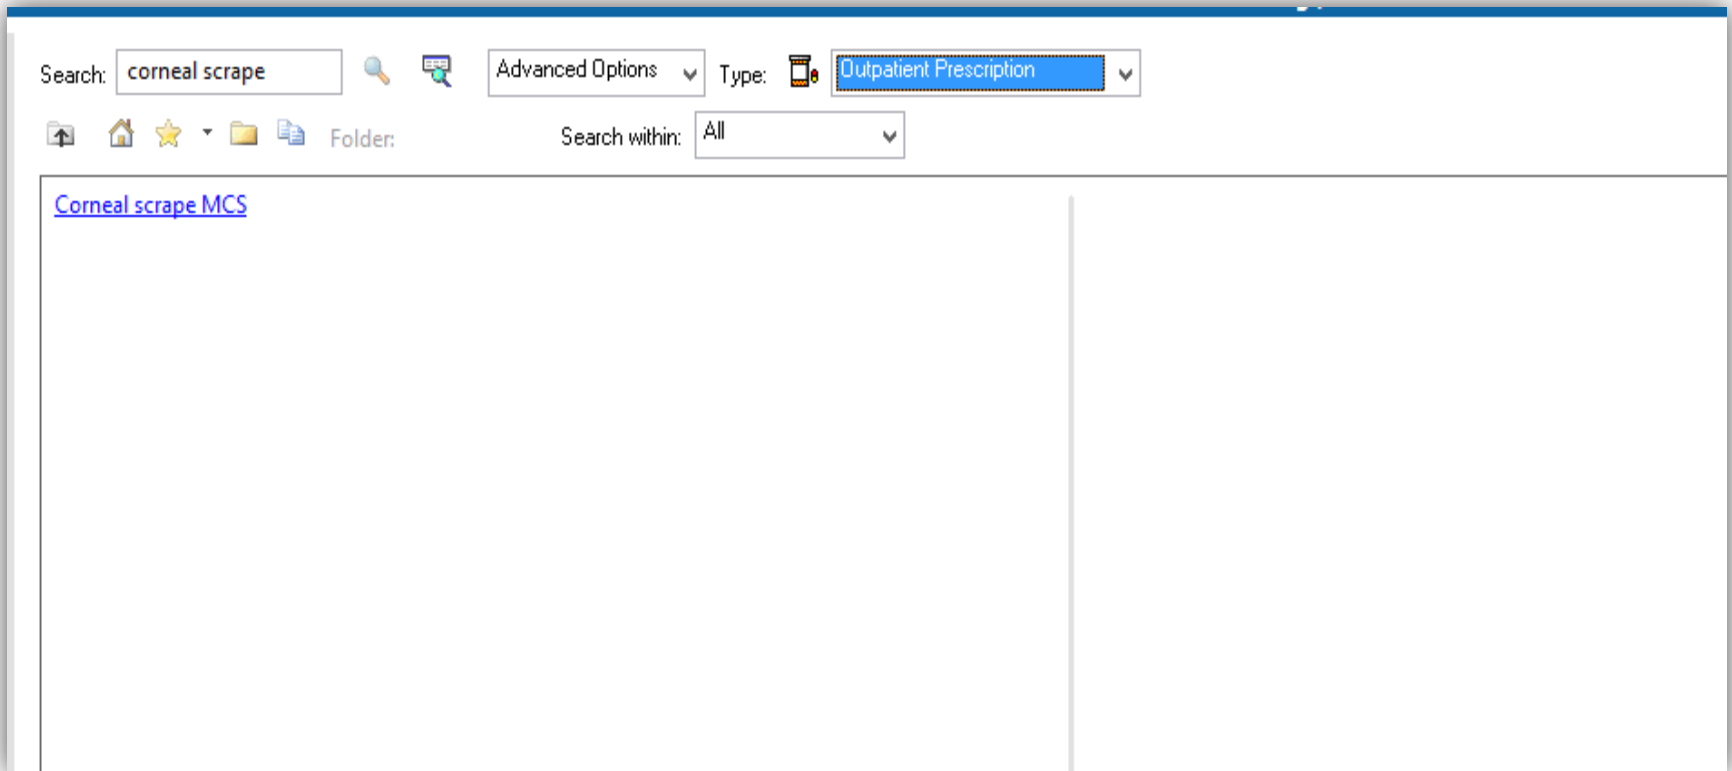 Search: corneal scrape Advanced Options Type: Outpatient Prescription
Folder: Search within: All
Corneal scrape MCS